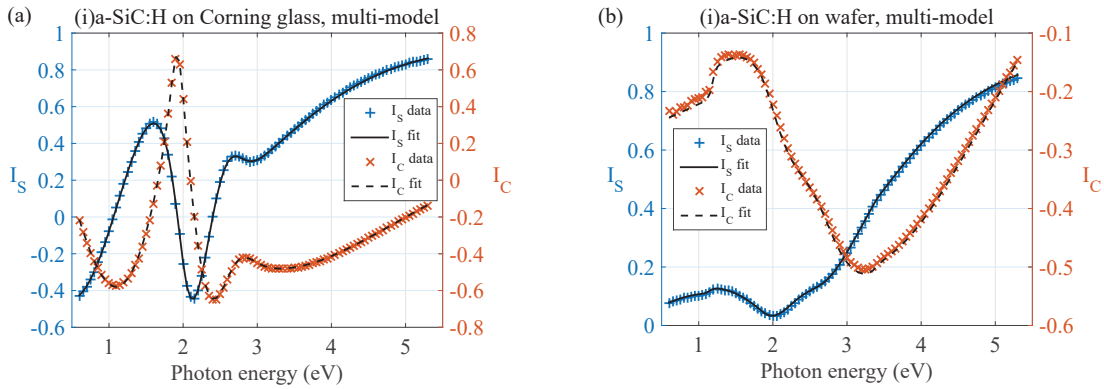 (a) (i)a-SiC:H on Corning glass, multi-model
1 0.8 0.6 0.4 0.2 0 -0.2 -0.4 -0.6
I_S
0.8 0.6 0.4 0.2 0 -0.2 -0.4 -0.6 -0.8
I_C
I_S data
I_S fit
I_C data
I_C fit
1 2 3 4 5
Photon energy (eV)
(b) (i)a-SiC:H on wafer, multi-model
1 0.8 0.6 0.4 0.2 0
I_S
-0.1 -0.2 -0.3 -0.4 -0.5 -0.6
I_C
I_S data
I_S fit
I_C data
I_C fit
1 2 3 4 5
Photon energy (eV)